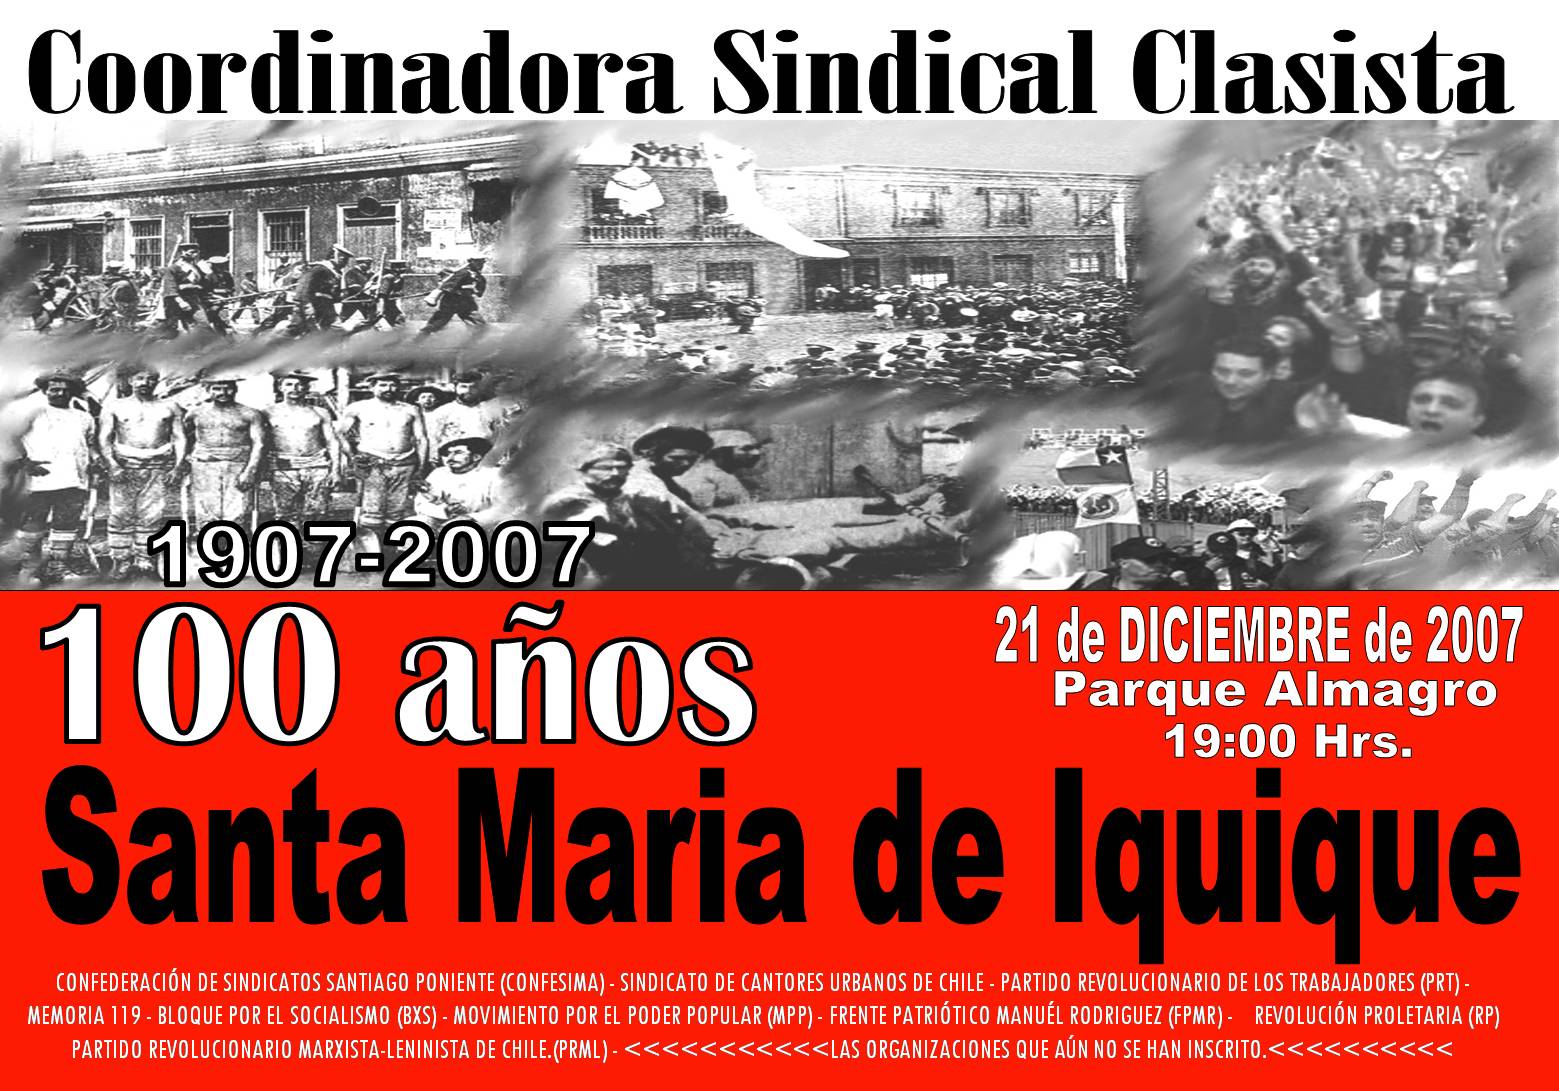 Coordinadora Sindical Clasista
1907-2007
100 años
21 de DICIEMBRE de 2007
Parque Almagro
19:00 Hrs.
Santa Maria de Iquique
CONFEDERACIÓN DE SINDICATOS SANTIAGO PONIENTE (CONFESIMA) - SINDICATO DE CANTORES URBANOS DE CHILE - PARTIDO REVOLUCIONARIO DE LOS TRABAJADORES (PRT) -
MEMORIA 119 - BLOQUE POR EL SOCIALISMO (BXS) - MOVIMIENTO POR EL PODER POPULAR (MPP) - FRENTE PATRIÓTICO MANUÉL RODRIGUEZ (FPMR) - REVOLUCIÓN PROLETARIA (RP)
PARTIDO REVOLUCIONARIO MARXISTA-LENINISTA DE CHILE.(PRML) - <<<<<<<<<<<LAS ORGANIZACIONES QUE AÚN NO SE HAN INSCRITO.<<<<<<<<<<